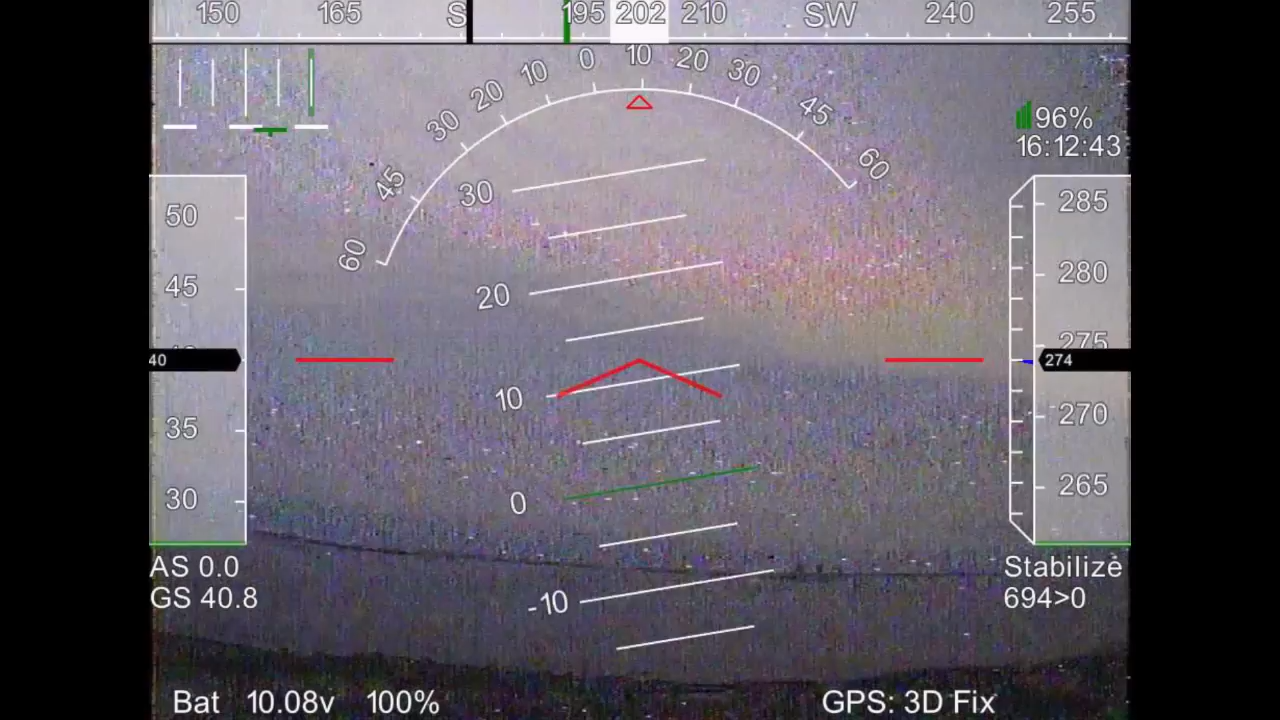 150 165 S 195 202 210 SW 240 255
60 45 30 20 10 0 10 20 30 45 60
96%
16:12:43
50 30 285
45 20 280
40 275 274
35 10 270
30 0 265
AS 0.0 Stabilize
GS 40.8 -10 694>0
Bat 10.08v 100% GPS: 3D Fix